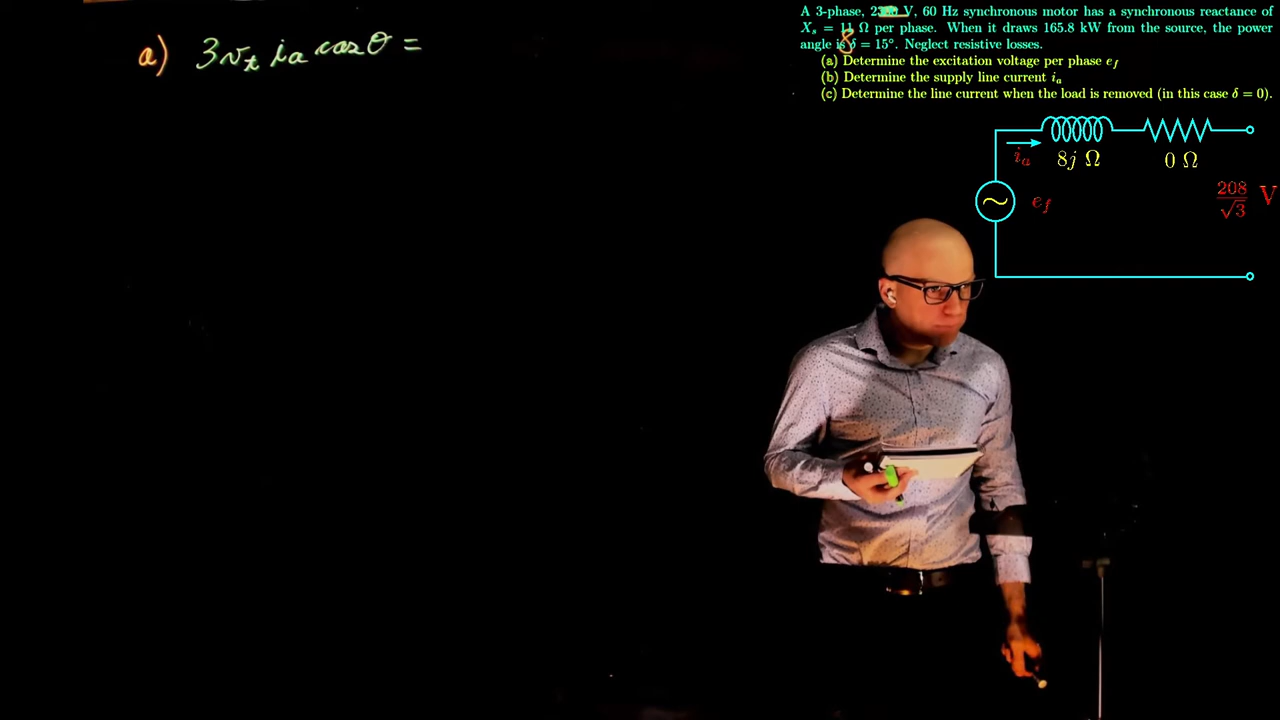 a) 3v_t i_a cos θ =
A 3-phase, V, 60 Hz synchronous motor has a synchronous reactance of
X_s = Ω per phase. When it draws 165.8 kW from the source, the power
angle is δ = 15°. Neglect resistive losses.
8
(a) Determine the excitation voltage per phase e_f
(b) Determine the supply line current i_a
(c) Determine the line current when the load is removed (in this case δ = 0).
i_a 8j Ω 0 Ω
e_f 208/√3 V